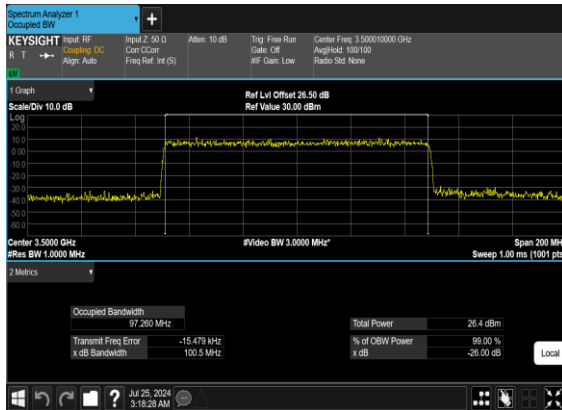 Spectrum Analyzer 1
Occupied BW
KEYSIGHT
R T
Input: RF
Coupling: DC
Align: Auto
Input Z: 50 Ω
Corr CCorr
Freq Ref: Int (S)
Atten: 10 dB
Trig: Free Run
Gate: Off
#IF Gain: Low
Center Freq: 3.500010000 GHz
Avg|Hold: 100/100
Radio Std: None
1 Graph
Scale/Div 10.0 dB
Ref Lvl Offset 26.50 dB
Ref Value 30.00 dBm
Log
20.0
10.0
0.00
-10.0
-20.0
-30.0
-40.0
-50.0
-60.0
Center 3.5000 GHz
#Res BW 1.0000 MHz
#Video BW 3.0000 MHz*
Span 200 MH
Sweep 1.00 ms (1001 pts
2 Metrics
Occupied Bandwidth
97.260 MHz
Transmit Freq Error -15.479 kHz
x dB Bandwidth 100.5 MHz
Total Power 26.4 dBm
% of OBW Power 99.00 %
x dB -26.00 dB
Local
Jul 25, 2024
3:18:28 AM